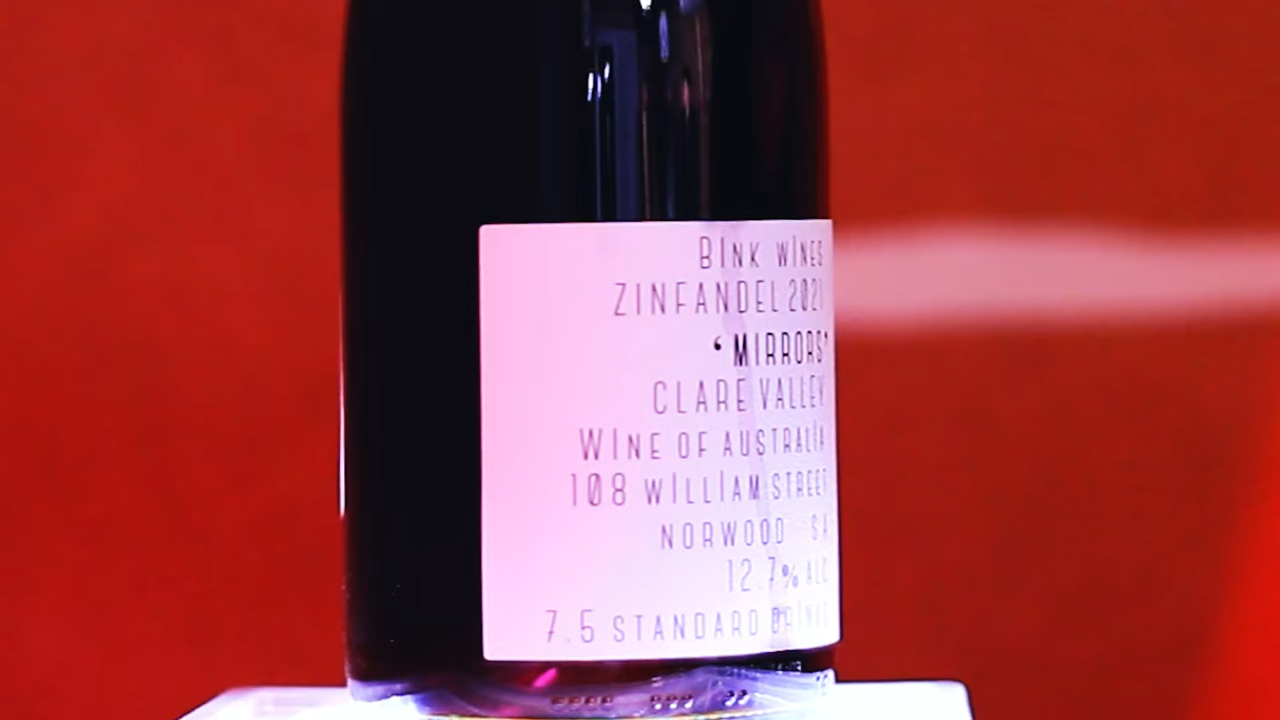 BINK WINES
ZINFANDEL 2021
‘MIRRORS’
CLARE VALLEY
WINE OF AUSTRALIA
108 WILLIAM STREET
NORWOOD SA
12.7% ALC
7.5 STANDARD DRINKS